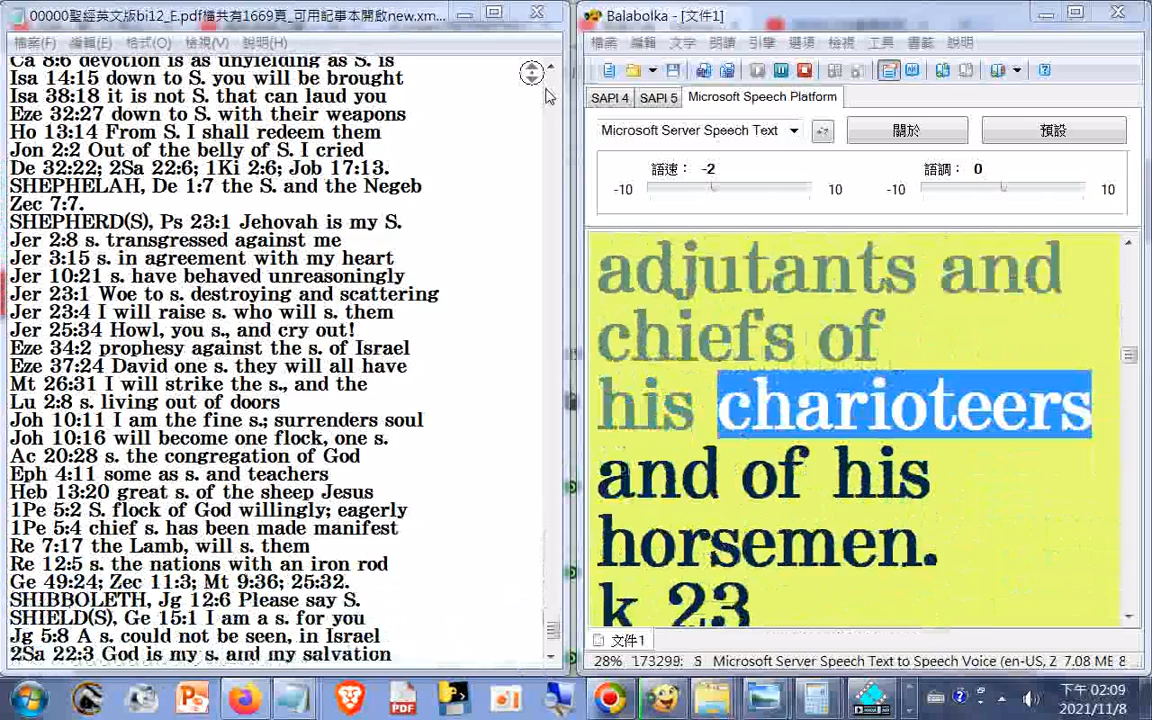 00000聖經英文版bi12_E.pdf檔共有1669頁_可用記事本開啟new.xm...
檔案(F) 編輯(E) 格式(O) 檢視(V) 說明(H)
Ca 8:6 devotion is as unyielding as S. is
Isa 14:15 down to S. you will be brought
Isa 38:18 it is not S. that can laud you
Eze 32:27 down to S. with their weapons
Ho 13:14 From S. I shall redeem them
Jon 2:2 Out of the belly of S. I cried
De 32:22; 2Sa 22:6; 1Ki 2:6; Job 17:13.
SHEPHELAH, De 1:7 the S. and the Negeb
Zec 7:7.
SHEPHERD(S), Ps 23:1 Jehovah is my S.
Jer 2:8 s. transgressed against me
Jer 3:15 s. in agreement with my heart
Jer 10:21 s. have behaved unreasoningly
Jer 23:1 Woe to s. destroying and scattering
Jer 23:4 I will raise s. who will s. them
Jer 25:34 Howl, you s., and cry out!
Eze 34:2 prophesy against the s. of Israel
Eze 37:24 David one s. they will all have
Mt 26:31 I will strike the s., and the
Lu 2:8 s. living out of doors
Joh 10:11 I am the fine s.; surrenders soul
Joh 10:16 will become one flock, one s.
Ac 20:28 s. the congregation of God
Eph 4:11 some as s. and teachers
Heb 13:20 great s. of the sheep Jesus
1Pe 5:2 S. flock of God willingly; eagerly
1Pe 5:4 chief s. has been made manifest
Re 7:17 the Lamb, will s. them
Re 12:5 s. the nations with an iron rod
Ge 49:24; Zec 11:3; Mt 9:36; 25:32.
SHIBBOLETH, Jg 12:6 Please say S.
SHIELD(S), Ge 15:1 I am a s. for you
Jg 5:8 A s. could not be seen, in Israel
2Sa 22:3 God is my s. and my salvation
Balabolka - [文件1]
檔案 編輯 文字 朗讀 引擎 選項 檢視 工具 書籤 說明
SAPI 4 SAPI 5 Microsoft Speech Platform
Microsoft Server Speech Text 關於 預設
語速: -2 語調: 0
-10 10 -10 10
adjutants and
chiefs of
his charioteers
and of his
horsemen.
k 23
文件1
28% 173299: S Microsoft Server Speech Text to Speech Voice (en-US, Z 7.08 MB 8
PDF
下午 02:09
2021/11/8